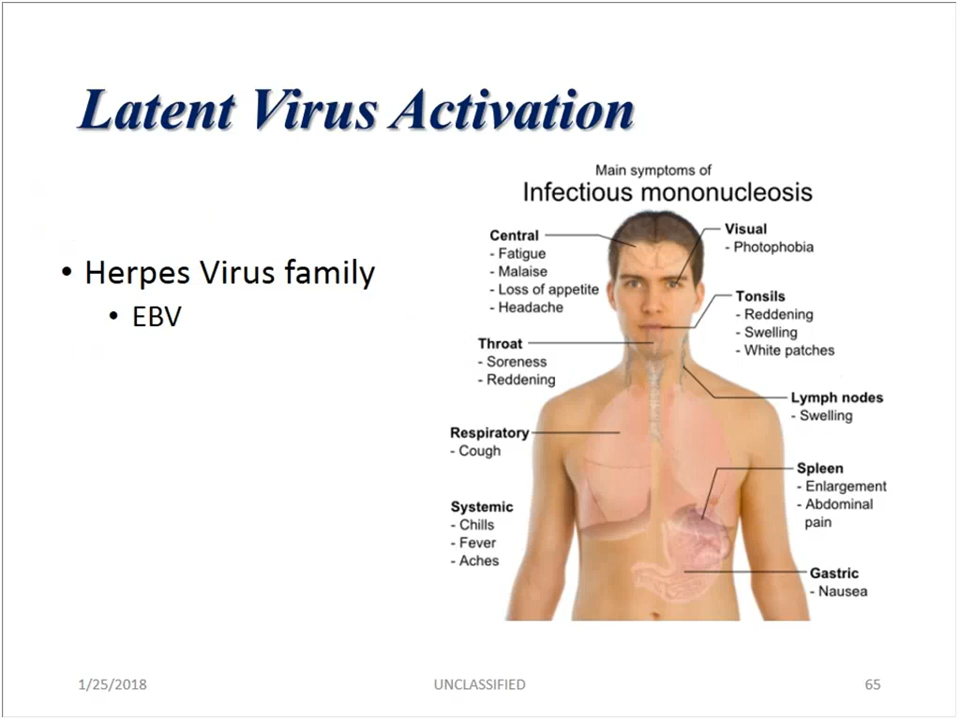 Latent Virus Activation
• Herpes Virus family
• EBV
Main symptoms of
Infectious mononucleosis
Central
- Fatigue
- Malaise
- Loss of appetite
- Headache
Visual
- Photophobia
Tonsils
- Reddening
- Swelling
- White patches
Throat
- Soreness
- Reddening
Lymph nodes
- Swelling
Respiratory
- Cough
Spleen
- Enlargement
- Abdominal
pain
Systemic
- Chills
- Fever
- Aches
Gastric
- Nausea
1/25/2018
UNCLASSIFIED
65